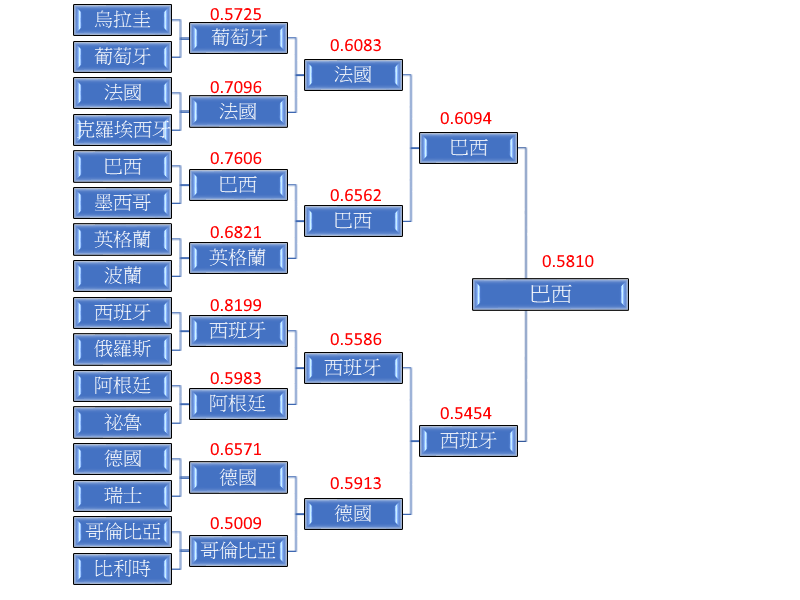 烏拉圭
葡萄牙
法國
克羅埃西牙
巴西
墨西哥
英格蘭
波蘭
西班牙
俄羅斯
阿根廷
祕魯
德國
瑞士
哥倫比亞
比利時
0.5725
葡萄牙
0.7096
法國
0.7606
巴西
0.6821
英格蘭
0.8199
西班牙
0.5983
阿根廷
0.6571
德國
0.5009
哥倫比亞
0.6083
法國
0.6562
巴西
0.5586
西班牙
0.5913
德國
0.6094
巴西
0.5454
西班牙
0.5810
巴西